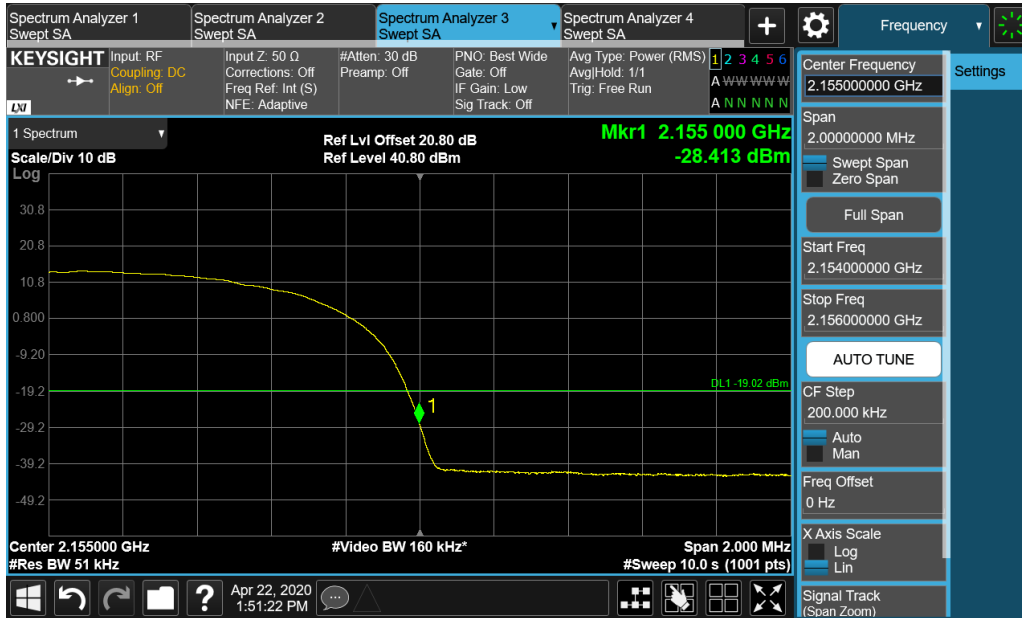 Spectrum Analyzer 1
Swept SA
Spectrum Analyzer 2
Swept SA
Spectrum Analyzer 3
Swept SA
Spectrum Analyzer 4
Swept SA
Frequency
KEYSIGHT
LXI
Input: RF
Coupling: DC
Align: Off
Input Z: 50 Ω
Corrections: Off
Freq Ref: Int (S)
NFE: Adaptive
#Atten: 30 dB
Preamp: Off
PNO: Best Wide
Gate: Off
IF Gain: Low
Sig Track: Off
Avg Type: Power (RMS)
Avg|Hold: 1/1
Trig: Free Run
1 2 3 4 5 6
A W W W W W
A N N N N N
1 Spectrum
Scale/Div 10 dB
Ref Lvl Offset 20.80 dB
Ref Level 40.80 dBm
Mkr1 2.155 000 GHz
-28.413 dBm
Log
30.8
20.8
10.8
0.800
-9.20
-19.2
-29.2
-39.2
-49.2
DL1 -19.02 dBm
1
Center 2.155000 GHz
#Res BW 51 kHz
#Video BW 160 kHz*
Span 2.000 MHz
#Sweep 10.0 s (1001 pts)
Center Frequency
2.155000000 GHz
Settings
Span
2.00000000 MHz
Swept Span
Zero Span
Full Span
Start Freq
2.154000000 GHz
Stop Freq
2.156000000 GHz
AUTO TUNE
CF Step
200.000 kHz
Auto
Man
Freq Offset
0 Hz
X Axis Scale
Log
Lin
Signal Track
(Span Zoom)
?
Apr 22, 2020
1:51:22 PM